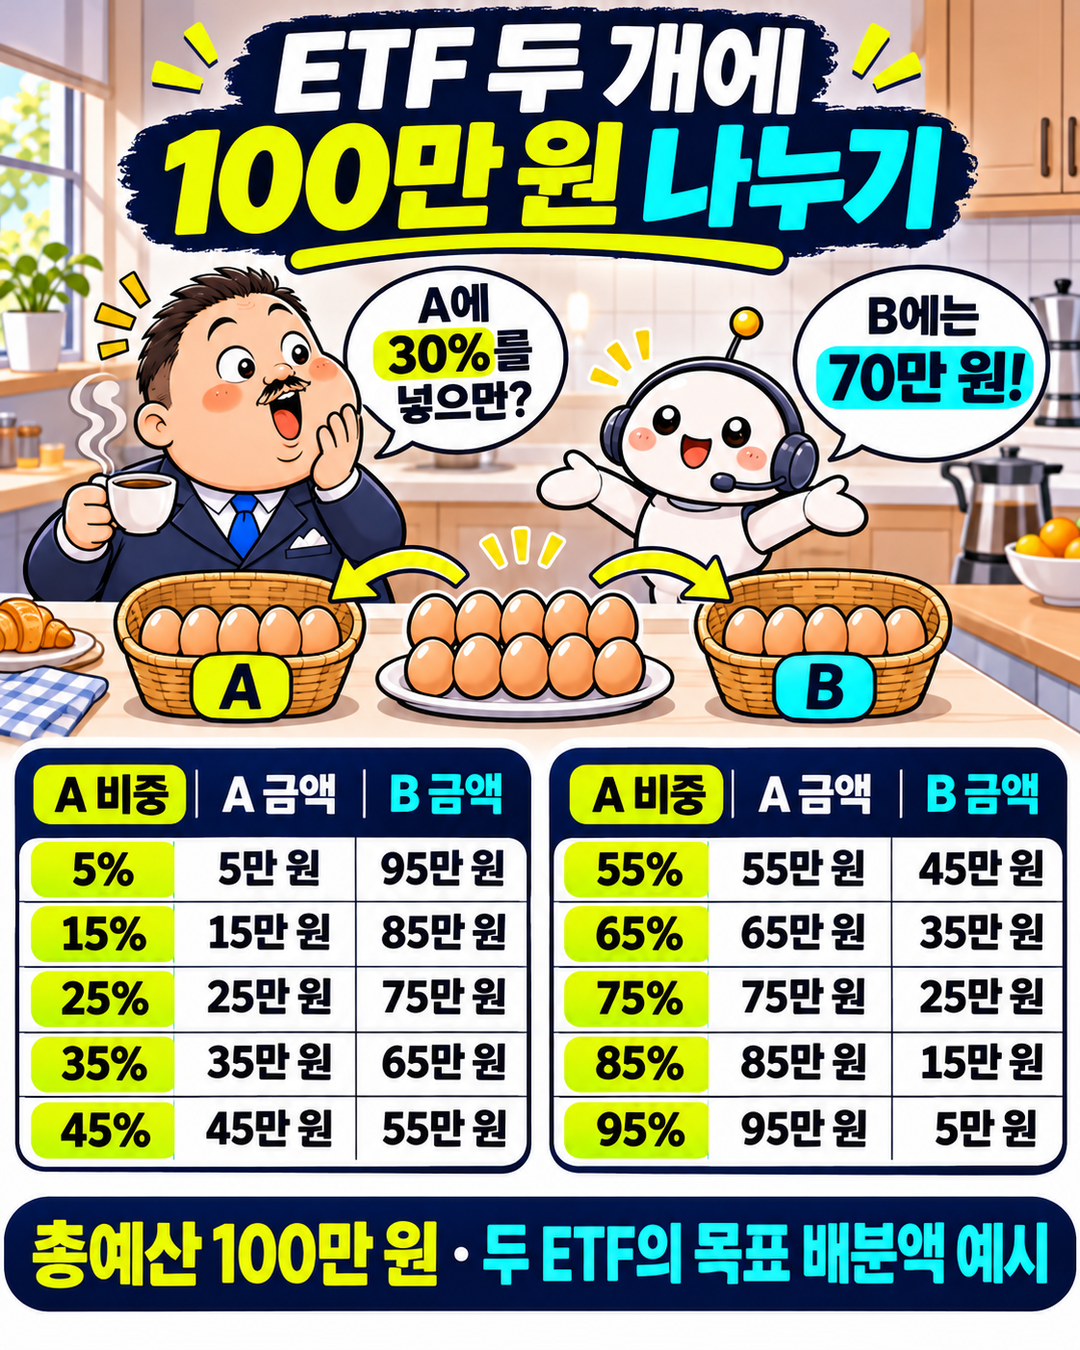 ETF 두 개에
100만 원 나누기
A에
30%를
넣으면?
B에는
70만 원!
A
B
A 비중 A 금액 B 금액
5% 5만 원 95만 원
15% 15만 원 85만 원
25% 25만 원 75만 원
35% 35만 원 65만 원
45% 45만 원 55만 원
A 비중 A 금액 B 금액
55% 55만 원 45만 원
65% 65만 원 35만 원
75% 75만 원 25만 원
85% 85만 원 15만 원
95% 95만 원 5만 원
총예산 100만 원 · 두 ETF의 목표 배분액 예시